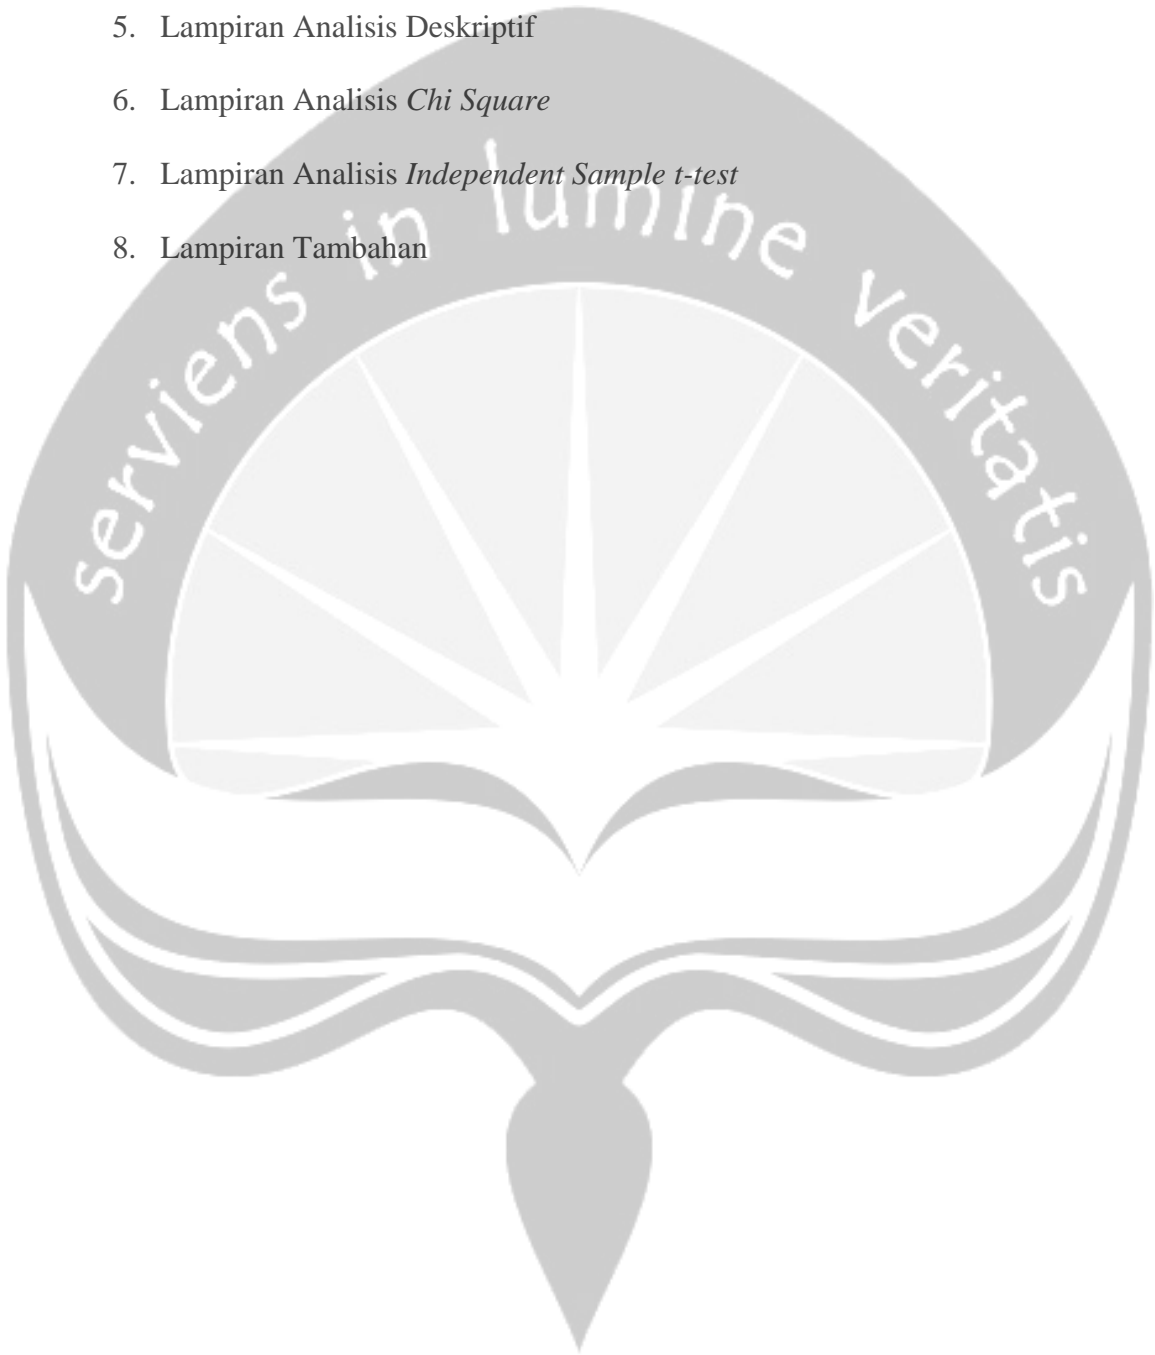 5. Lampiran Analisis Deskriptif
6. Lampiran Analisis Chi Square
7. Lampiran Analisis Independent Sample t-test
8. Lampiran Tambahan
serviens in lumine veritatis